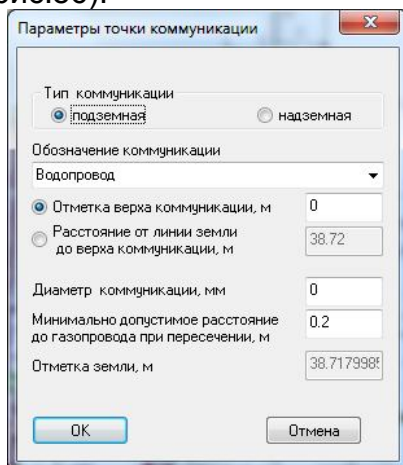 Параметры точки коммуникации
Тип коммуникации
подземная надземная
Обозначение коммуникации
Водопровод
Отметка верха коммуникации, м 0
Расстояние от линии земли
до верха коммуникации, м 38.72
Диаметр коммуникации, мм 0
Минимально допустимое расстояние
до газопровода при пересечении, м 0.2
Отметка земли, м 38.717998
OK Отмена